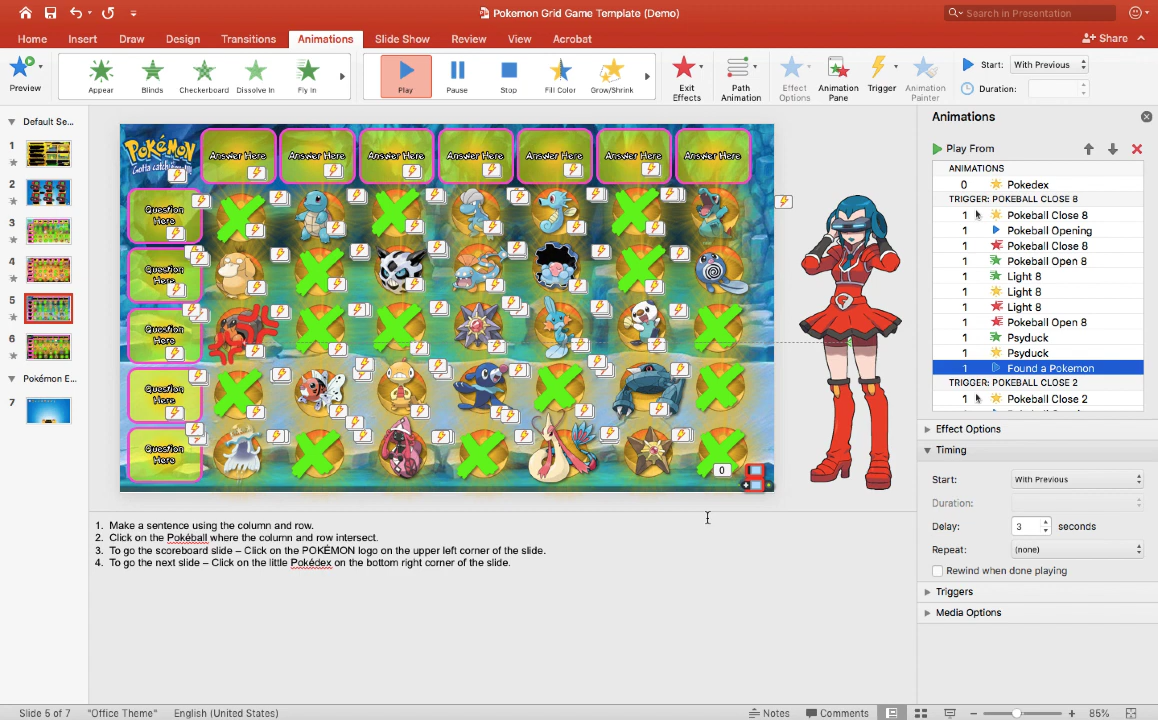 Pokemon Grid Game Template (Demo)
Search in Presentation
Home Insert Draw Design Transitions Animations Slide Show Review View Acrobat
Share
Preview
Appear Blinds Checkerboard Dissolve In Fly In
Play Pause Stop Fill Color Grow/Shrink
Exit Effects
Path Animation
Effect Options
Animation Pane
Trigger
Animation Painter
Start: With Previous
Duration:
Default Se...
1
2
3
4
5
6
Pokémon E...
7
POKéMON
Gotta catch
Answer Here Answer Here Answer Here Answer Here Answer Here Answer Here Answer Here
Question Here
Question Here
Question Here
Question Here
Question Here
0
1. Make a sentence using the column and row.
2. Click on the Pokéball where the column and row intersect.
3. To go the scoreboard slide – Click on the POKÉMON logo on the upper left corner of the slide.
4. To go the next slide – Click on the little Pokédex on the bottom right corner of the slide.
Animations
Play From
ANIMATIONS
0 Pokedex
TRIGGER: POKEBALL CLOSE 8
1 Pokeball Close 8
1 Pokeball Opening
1 Pokeball Close 8
1 Pokeball Open 8
1 Light 8
1 Light 8
1 Light 8
1 Pokeball Open 8
1 Psyduck
1 Psyduck
1 Found a Pokemon
TRIGGER: POKEBALL CLOSE 2
1 Pokeball Close 2
Effect Options
Timing
Start: With Previous
Duration:
Delay: 3 seconds
Repeat: (none)
Rewind when done playing
Triggers
Media Options
Slide 5 of 7 "Office Theme" English (United States)
Notes Comments 85%